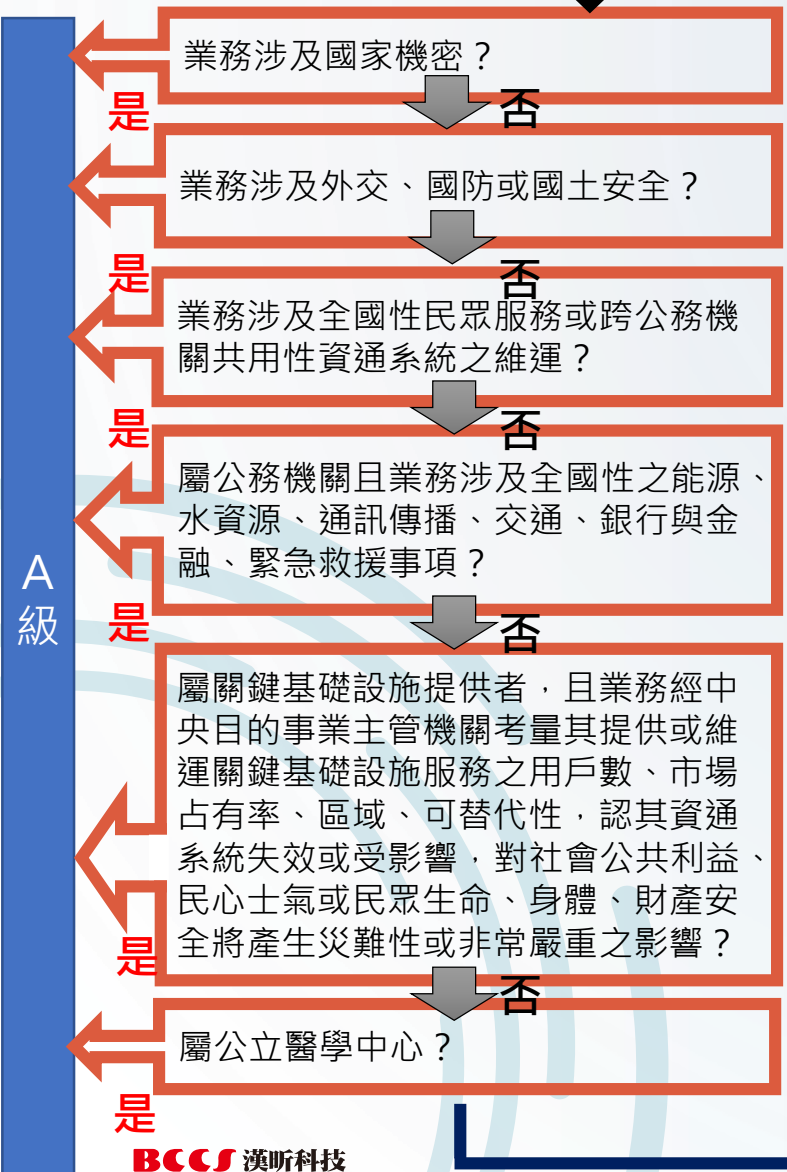 業務涉及國家機密？
是
否
業務涉及外交、國防或國土安全？
是
否
業務涉及全國性民眾服務或跨公務機
關共用性資通系統之維運？
是
否
屬公務機關且業務涉及全國性之能源、
水資源、通訊傳播、交通、銀行與金
融、緊急救援事項？
A
級
是
否
屬關鍵基礎設施提供者，且業務經中
央目的事業主管機關考量其提供或維
運關鍵基礎設施服務之用戶數、市場
占有率、區域、可替代性，認其資通
系統失效或受影響，對社會公共利益、
民心士氣或民眾生命、身體、財產安
全將產生災難性或非常嚴重之影響？
是
否
屬公立醫學中心？
是
BCCS 漢昕科技